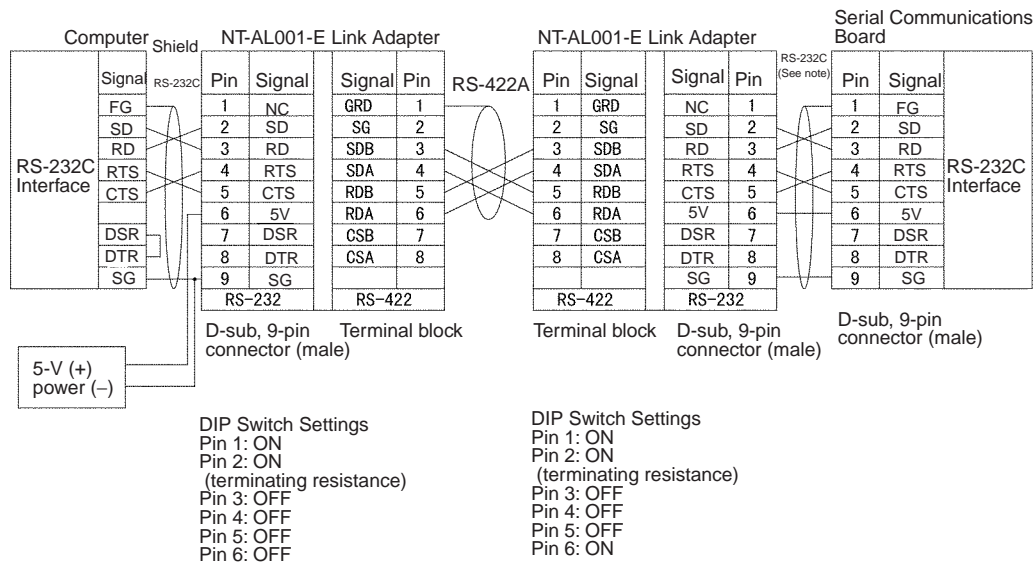 Serial Communications
Board
Computer
Shield
NT-AL001-E Link Adapter
NT-AL001-E Link Adapter
RS-232C
RS-422A
RS-232C
(See note)
Signal
FG
SD
RD
RTS
CTS
DSR
DTR
SG
RS-232C
Interface
Pin Signal
1 NC
2 SD
3 RD
4 RTS
5 CTS
6 5V
7 DSR
8 DTR
9 SG
RS-232
Signal Pin
GRD 1
SG 2
SDB 3
SDA 4
RDB 5
RDA 6
CSB 7
CSA 8
RS-422
Pin Signal
1 GRD
2 SG
3 SDB
4 SDA
5 RDB
6 RDA
7 CSB
8 CSA
RS-422
Signal Pin
NC 1
SD 2
RD 3
RTS 4
CTS 5
5V 6
DSR 7
DTR 8
SG 9
RS-232
Pin Signal
1 FG
2 SD
3 RD
4 RTS
5 CTS
6 5V
7 DSR
8 DTR
9 SG
RS-232C
Interface
D-sub, 9-pin
connector (male)
Terminal block
Terminal block
D-sub, 9-pin
connector (male)
D-sub, 9-pin
connector (male)
5-V (+)
power (–)
DIP Switch Settings
Pin 1: ON
Pin 2: ON
(terminating resistance)
Pin 3: OFF
Pin 4: OFF
Pin 5: OFF
Pin 6: OFF
DIP Switch Settings
Pin 1: ON
Pin 2: ON
(terminating resistance)
Pin 3: OFF
Pin 4: OFF
Pin 5: OFF
Pin 6: ON